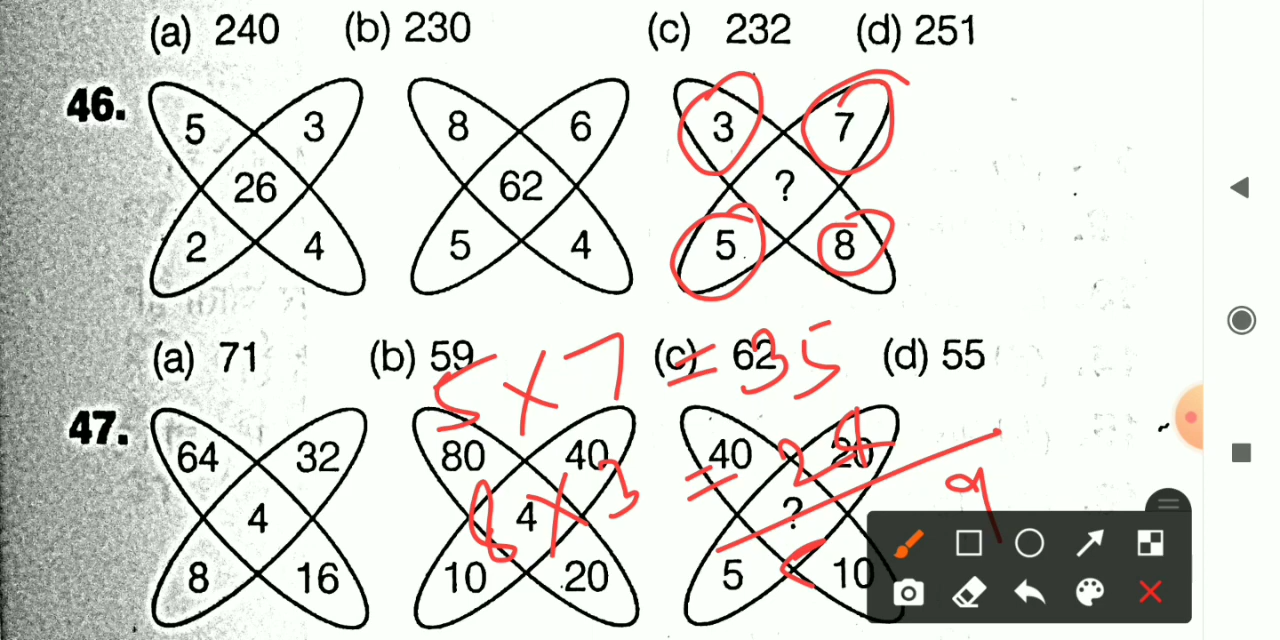 (a) 240 (b) 230 (c) 232 (d) 251
46.
5 3 8 6 3 7
26 62 ?
2 4 5 4 5 8
(a) 71 (b) 59 (c) 62 (d) 55
5 x 7 = 35
47.
64 32 80 40 40 20
8 x 3 = 24
4 4 ?
8 16 10 20 5 10